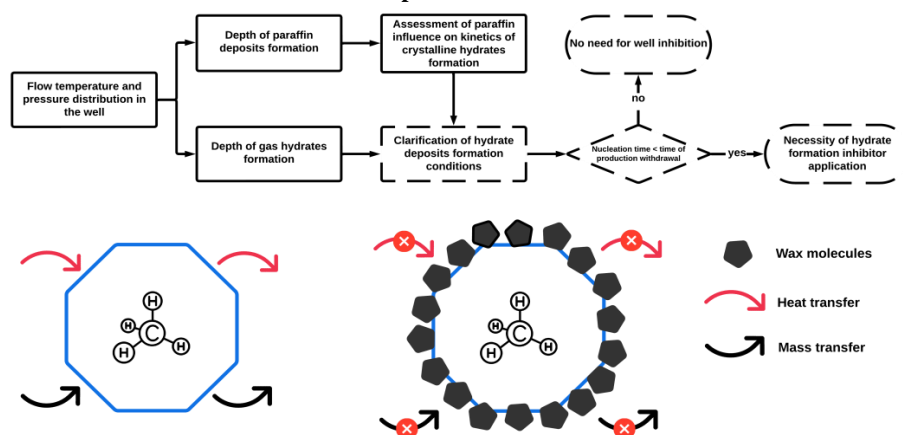 Depth of paraffin
deposits formation
Assessment of paraffin
influence on kinetics of
crystalline hydrates
formation
No need for well inhibition
Flow temperature and
pressure distribution in
the well
no
Depth of gas hydrates
formation
Clarification of hydrate
deposits formation
conditions
Nucleation time < time of
production withdrawal
yes
Necessity of hydrate
formation inhibitor
application
H
H
C
H
H
H
H
C
H
H
Wax molecules
Heat transfer
Mass transfer